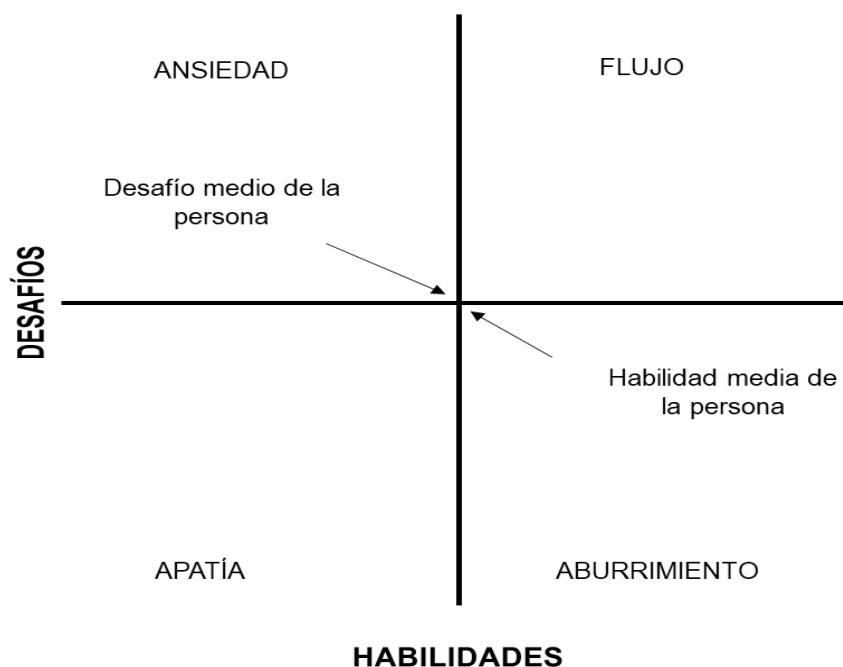 ANSIEDAD
FLUJO
Desafío medio de la
persona
DESAFÍOS
Habilidad media de
la persona
APATÍA
ABURRIMIENTO
HABILIDADES